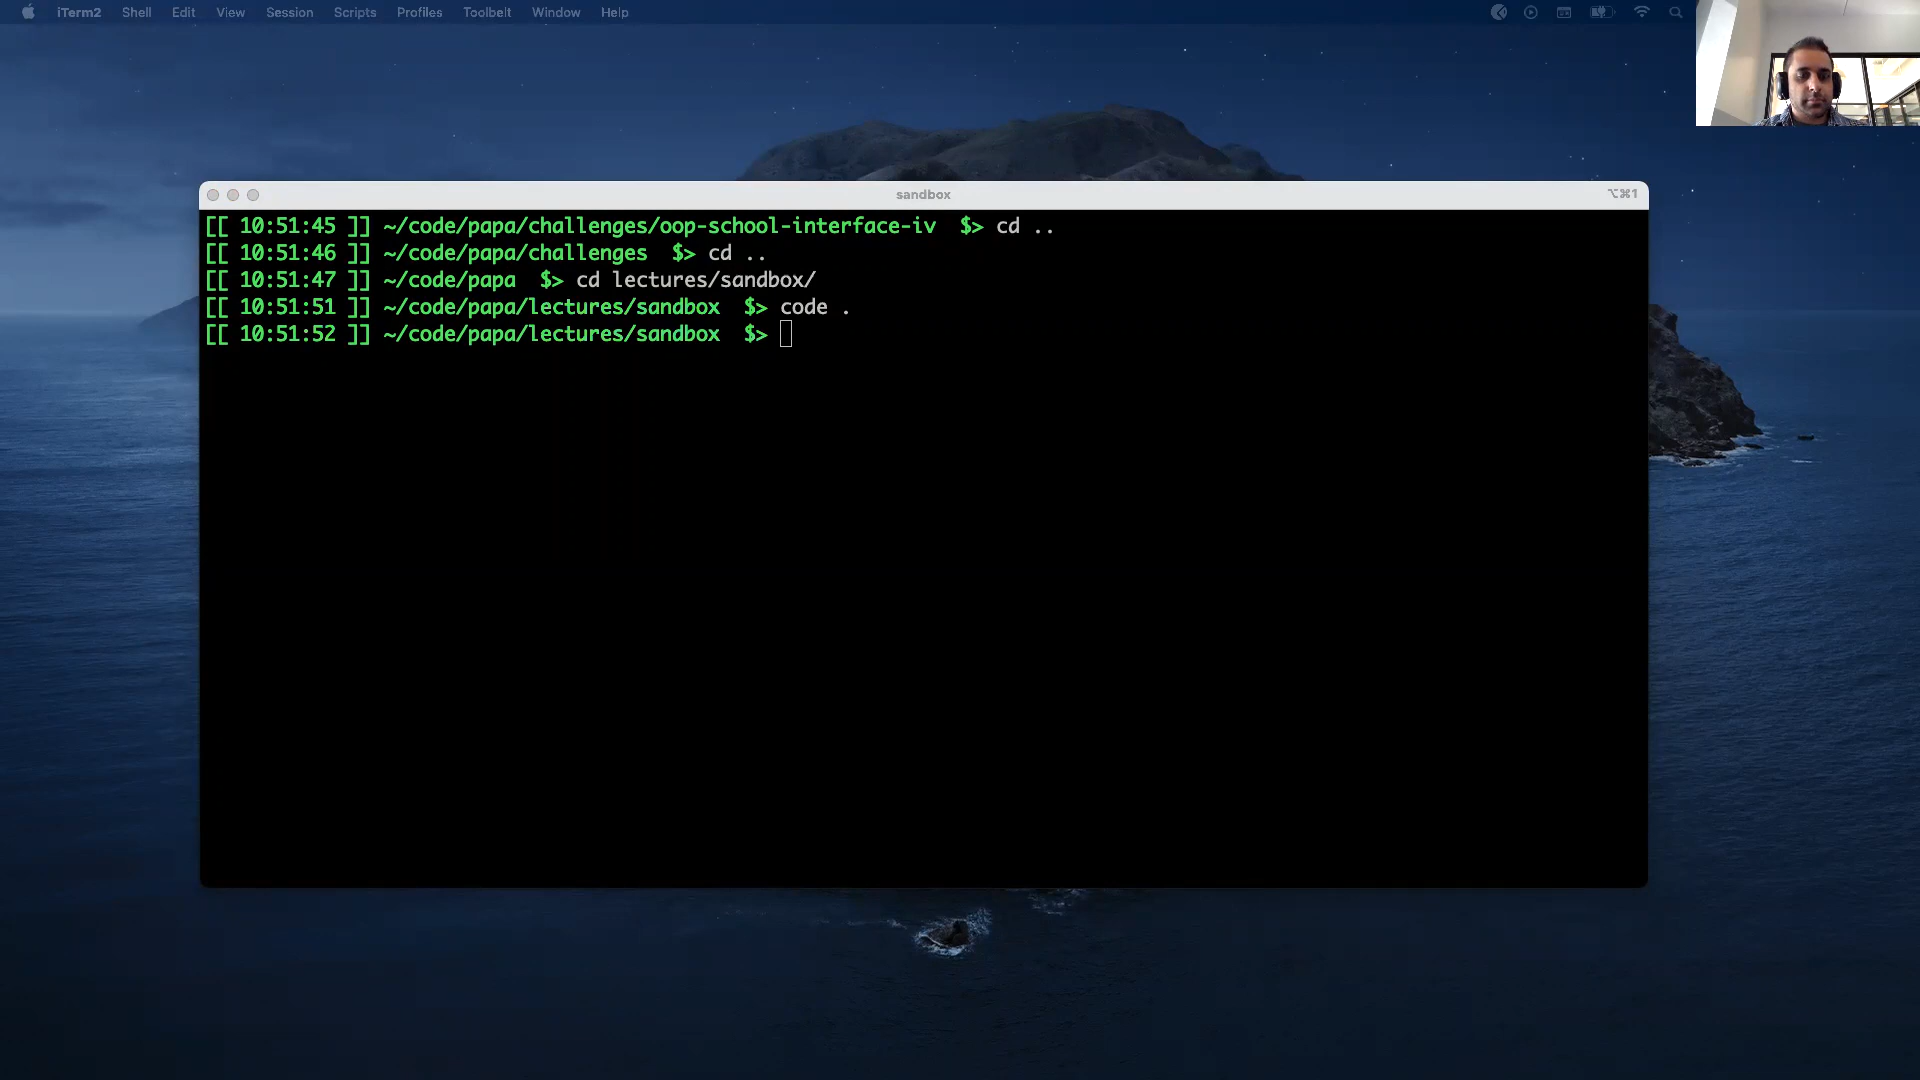 iTerm2 Shell Edit View Session Scripts Profiles Toolbelt Window Help
sandbox ⌥⌘1
[[ 10:51:45 ]] ~/code/papa/challenges/oop-school-interface-iv $> cd ..
[[ 10:51:46 ]] ~/code/papa/challenges $> cd ..
[[ 10:51:47 ]] ~/code/papa $> cd lectures/sandbox/
[[ 10:51:51 ]] ~/code/papa/lectures/sandbox $> code .
[[ 10:51:52 ]] ~/code/papa/lectures/sandbox $>